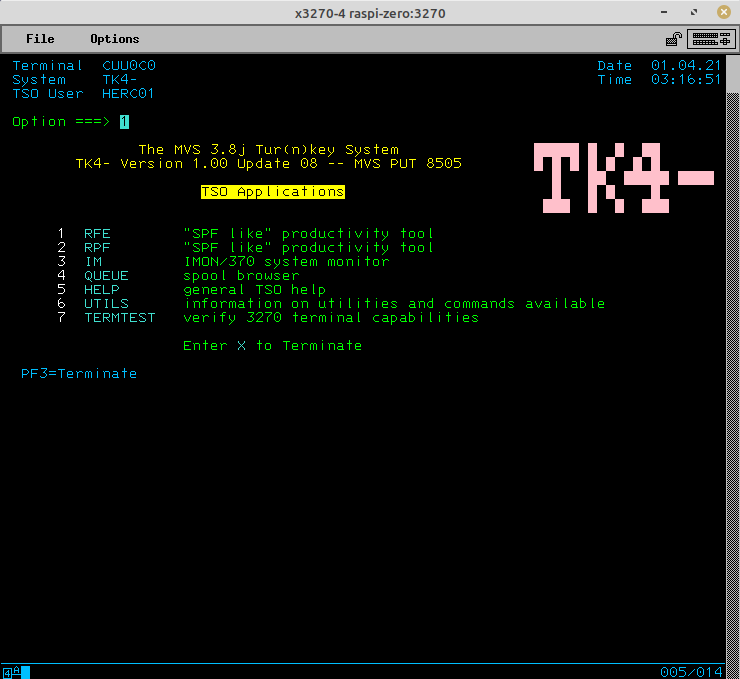 x3270-4 raspi-zero:3270
File Options
Terminal CUU0C0 Date 01.04.21
System TK4- Time 03:16:51
TSO User HERC01
Option ===> 1
The MVS 3.8j Tur(n)key System
TK4- Version 1.00 Update 08 -- MVS PUT 8505
TK4-
TSO Applications
1 RFE "SPF like" productivity tool
2 RPF "SPF like" productivity tool
3 IM IMON/370 system monitor
4 QUEUE spool browser
5 HELP general TSO help
6 UTILS information on utilities and commands available
7 TERMTEST verify 3270 terminal capabilities
Enter X to Terminate
PF3=Terminate
4A 005/014